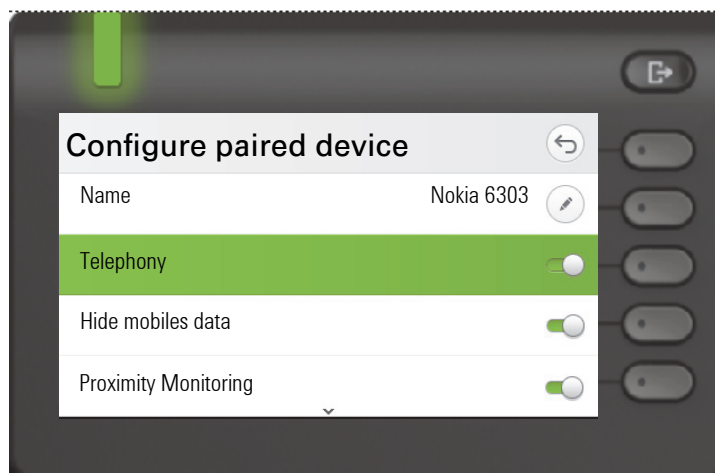 Configure paired device
Name Nokia 6303
Telephony
Hide mobiles data
Proximity Monitoring